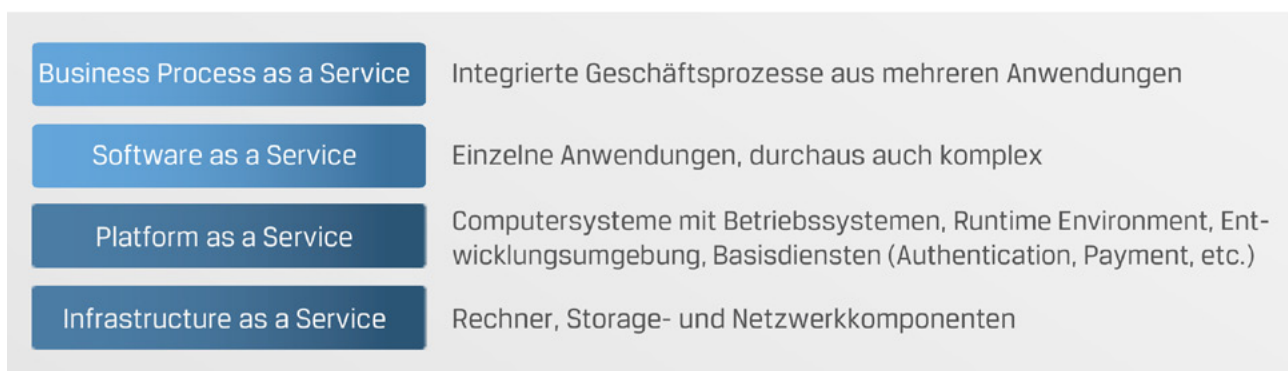 Business Process as a Service
Integrierte Geschäftsprozesse aus mehreren Anwendungen
Software as a Service
Einzelne Anwendungen, durchaus auch komplex
Platform as a Service
Computersysteme mit Betriebssystemen, Runtime Environment, Ent-
wicklungsumgebung, Basisdiensten (Authentication, Payment, etc.)
Infrastructure as a Service
Rechner, Storage- und Netzwerkkomponenten